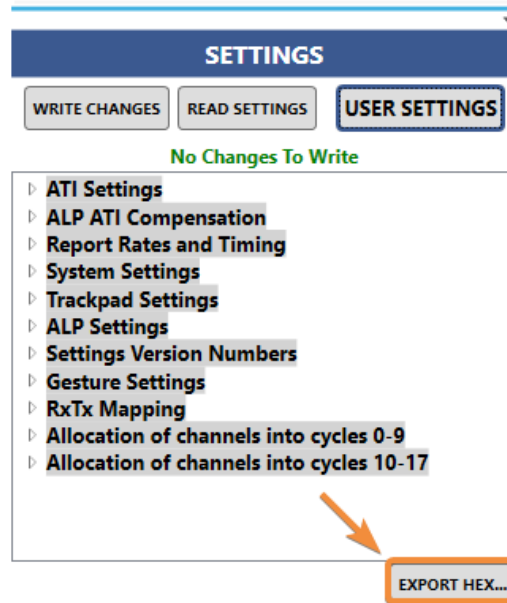 SETTINGS
WRITE CHANGES READ SETTINGS USER SETTINGS
No Changes To Write
ATI Settings
ALP ATI Compensation
Report Rates and Timing
System Settings
Trackpad Settings
ALP Settings
Settings Version Numbers
Gesture Settings
RxTx Mapping
Allocation of channels into cycles 0-9
Allocation of channels into cycles 10-17
EXPORT HEX...